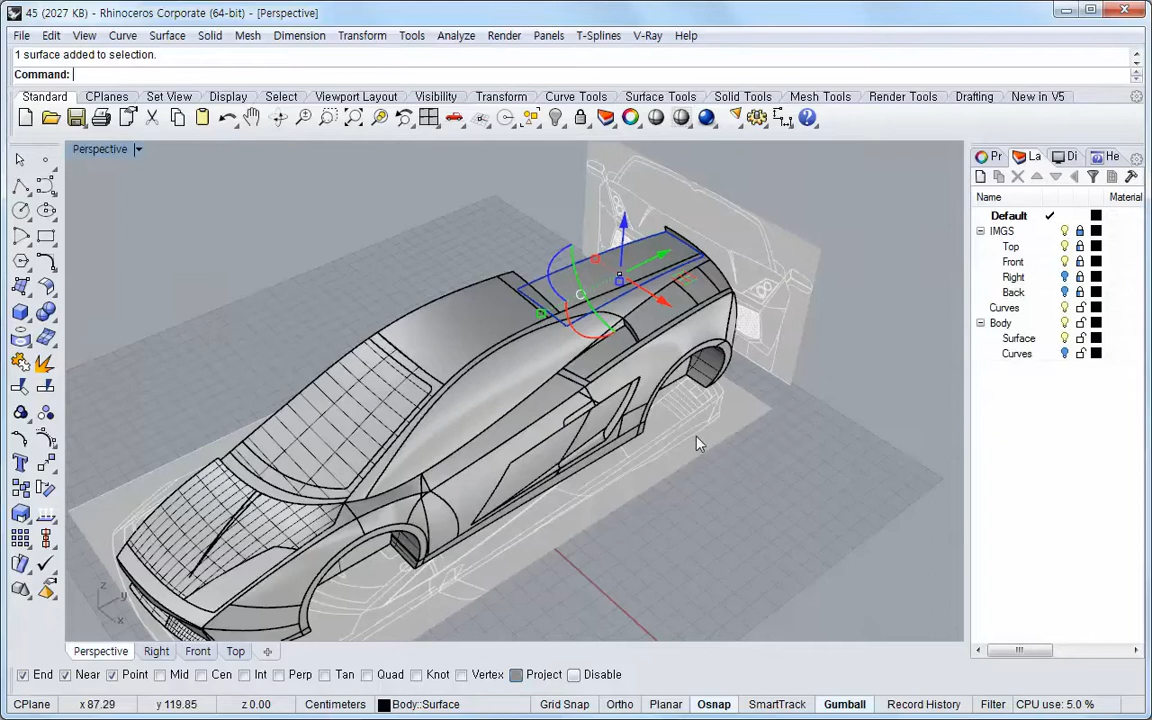 45 (2027 KB) - Rhinoceros Corporate (64-bit) - [Perspective]
File Edit View Curve Surface Solid Mesh Dimension Transform Tools Analyze Render Panels T-Splines V-Ray Help
1 surface added to selection.
Command:
Standard CPlanes Set View Display Select Viewport Layout Visibility Transform Curve Tools Surface Tools Solid Tools Mesh Tools Render Tools Drafting New in V5
Perspective
Pr La Di He
Name Material
Default
IMGS
Top
Front
Right
Back
Curves
Body
Surface
Curves
z
y
x
Perspective Right Front Top
End Near Point Mid Cen Int Perp Tan Quad Knot Vertex Project Disable
CPlane x 87.29 y 119.85 z 0.00 Centimeters Body::Surface Grid Snap Ortho Planar Osnap SmartTrack Gumball Record History Filter CPU use: 5.0 %